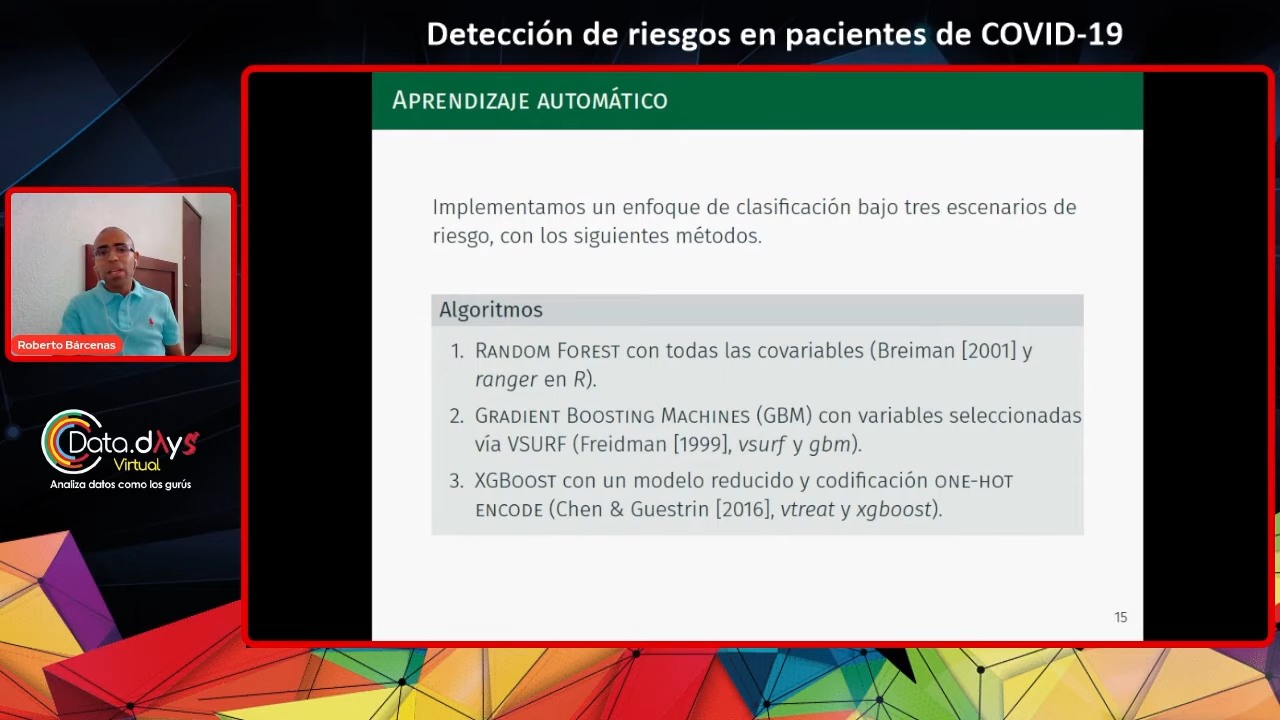 Detección de riesgos en pacientes de COVID-19
APRENDIZAJE AUTOMÁTICO
Implementamos un enfoque de clasificación bajo tres escenarios de
riesgo, con los siguientes métodos.
Algoritmos
1. RANDOM FOREST con todas las covariables (Breiman [2001] y
ranger en R).
2. GRADIENT BOOSTING MACHINES (GBM) con variables seleccionadas
vía VSURF (Freidman [1999], vsurf y gbm).
3. XGBOOST con un modelo reducido y codificación ONE-HOT
ENCODE (Chen & Guestrin [2016], vtreat y xgboost).
15
Roberto Bárcenas
Data.dλys
Virtual
Analiza datos como los gurús